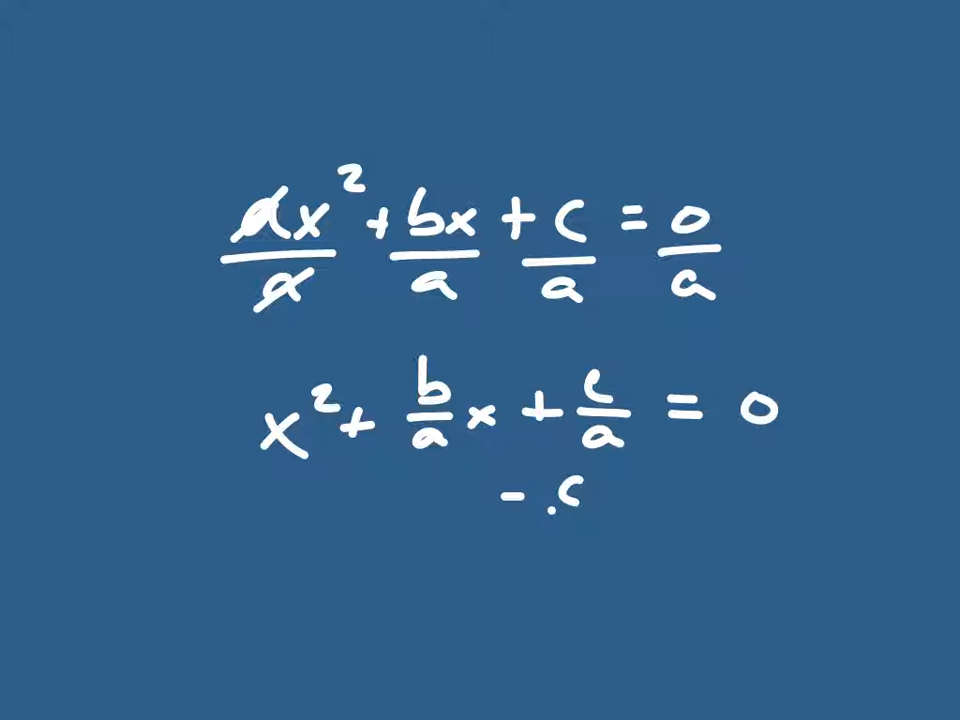 ax²/a + bx/a + c/a = 0/a
x² + b/a x + c/a = 0
- c